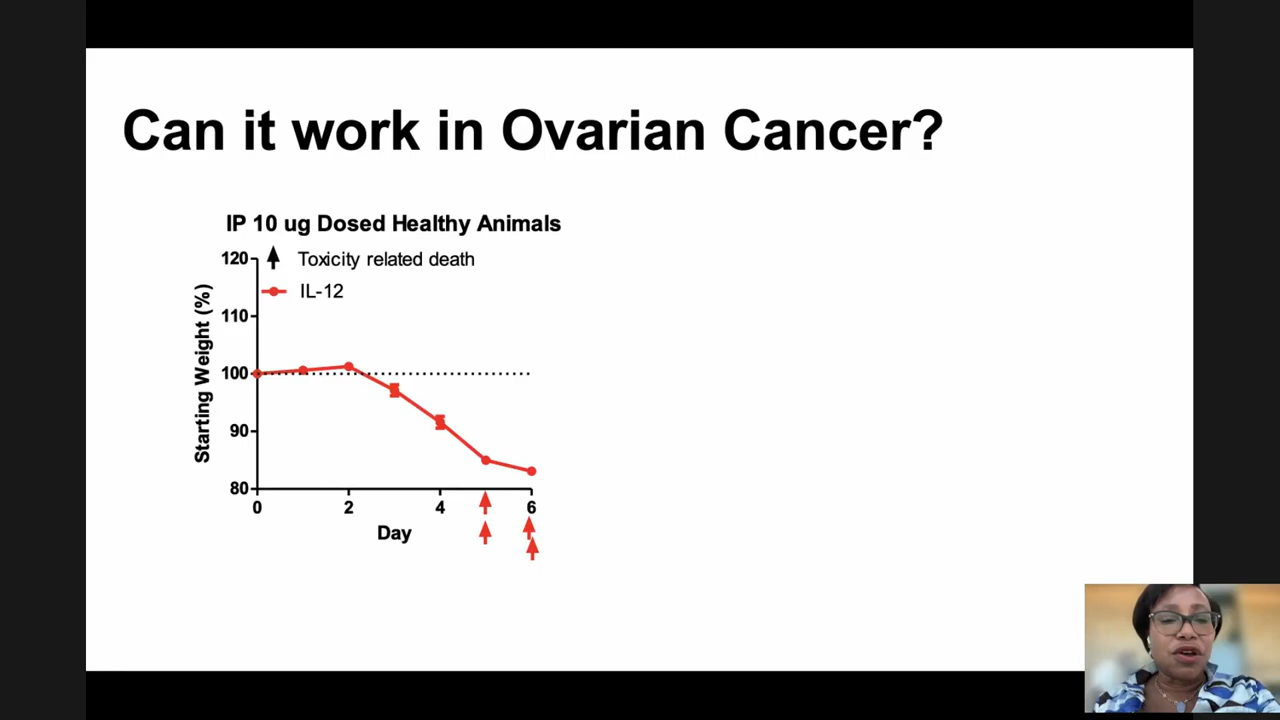 Can it work in Ovarian Cancer?
IP 10 ug Dosed Healthy Animals
Toxicity related death
IL-12
Starting Weight (%)
120
110
100
90
80
0 2 4 6
Day